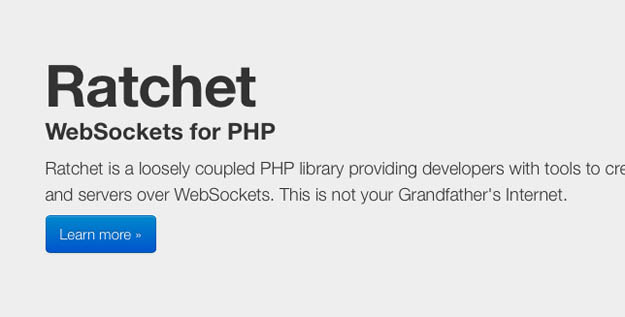 Ratchet
WebSockets for PHP
Ratchet is a loosely coupled PHP library providing developers with tools to cre
and servers over WebSockets. This is not your Grandfather's Internet.
Learn more »